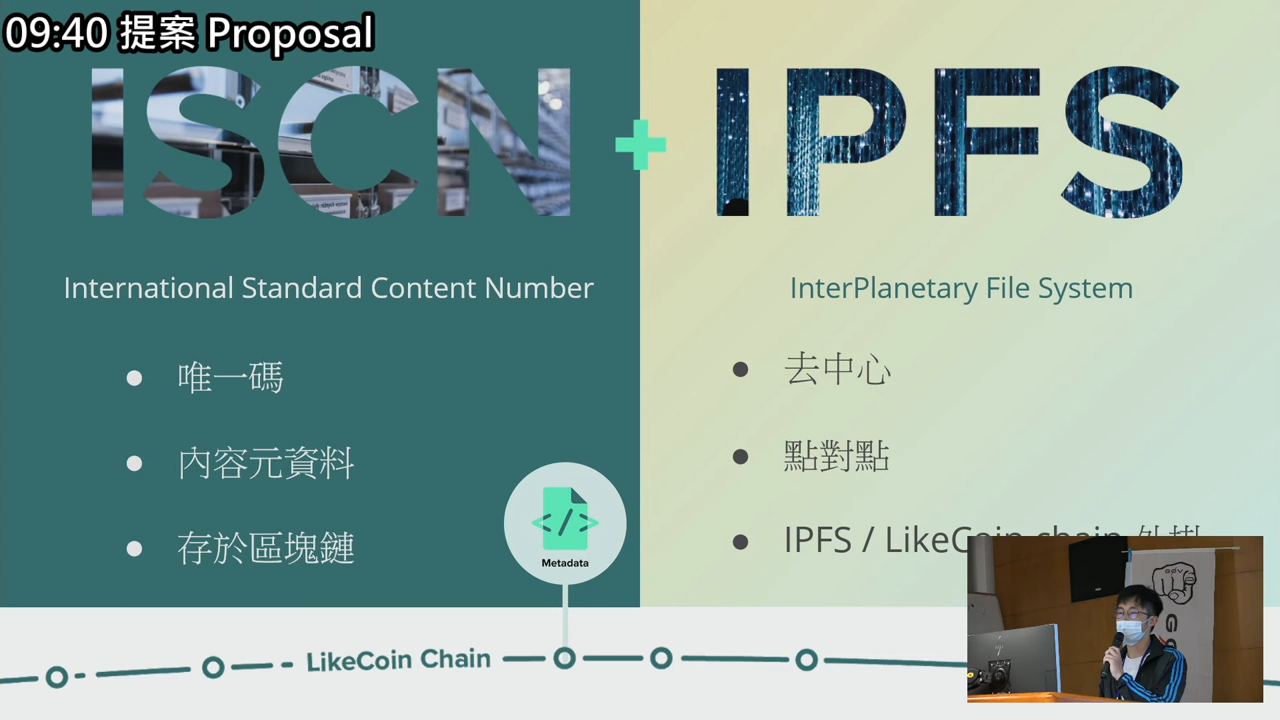 09:40 提案 Proposal
ISCN + IPFS
International Standard Content Number
唯一碼
內容元資料
存於區塊鏈
Metadata
LikeCoin Chain
InterPlanetary File System
去中心
點對點
IPFS / LikeCoin chain
gov